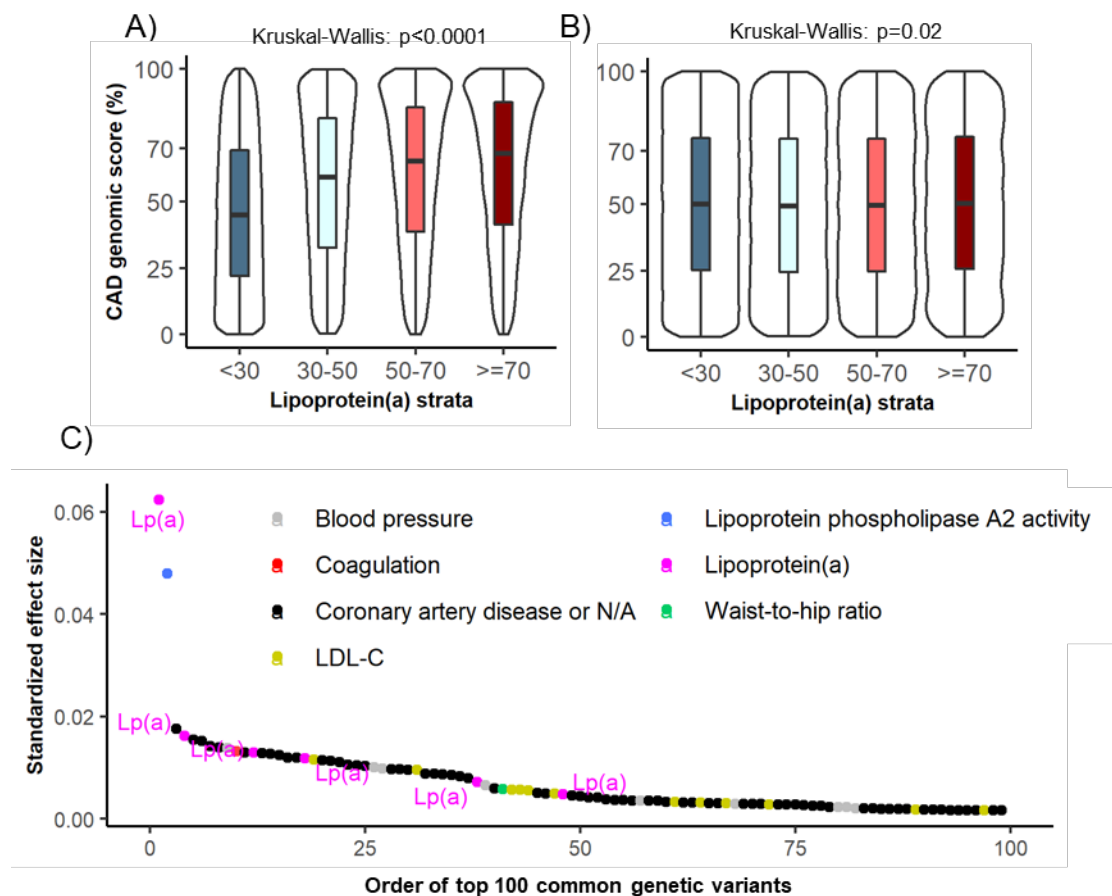 A)
Kruskal-Wallis: p<0.0001
CAD genomic score (%)
100
70
50
25
0
<30
30-50
50-70
>=70
Lipoprotein(a) strata
B)
Kruskal-Wallis: p=0.02
100
70
50
25
0
<30
30-50
50-70
>=70
Lipoprotein(a) strata
C)
Standardized effect size
0.06
0.04
0.02
0.00
Lp(a)
Lp(a)
Lp(a)
Lp(a)
Lp(a)
Lp(a)
Blood pressure
Coagulation
Coronary artery disease or N/A
LDL-C
Lipoprotein phospholipase A2 activity
Lipoprotein(a)
Waist-to-hip ratio
0
25
50
75
100
Order of top 100 common genetic variants